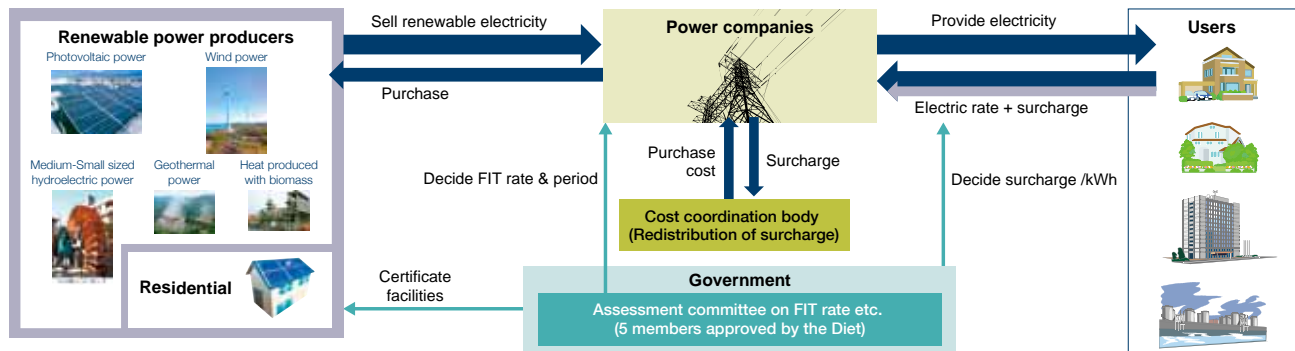 Renewable power producers
Photovoltaic power
Wind power
Medium-Small sized
hydroelectric power
Geothermal
power
Heat produced
with biomass
Residential
Sell renewable electricity
Purchase
Power companies
Provide electricity
Electric rate + surcharge
Users
Decide FIT rate & period
Purchase
cost
Surcharge
Decide surcharge /kWh
Cost coordination body
(Redistribution of surcharge)
Certificate
facilities
Government
Assessment committee on FIT rate etc.
(5 members approved by the Diet)